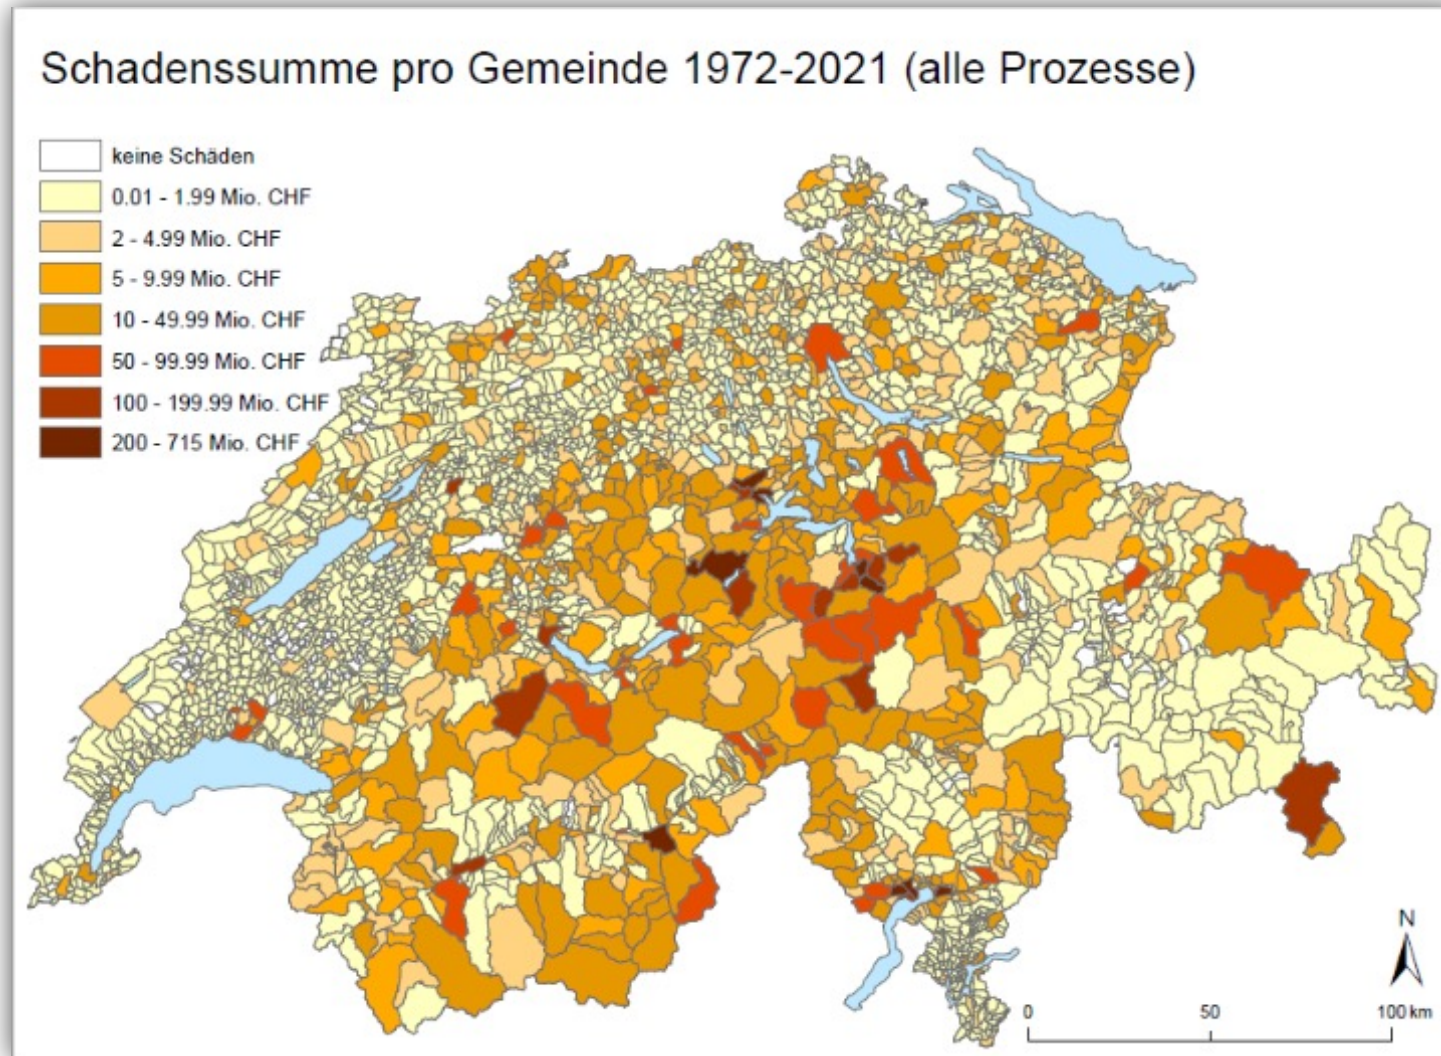 Schadenssumme pro Gemeinde 1972-2021 (alle Prozesse)
keine Schäden
0.01 - 1.99 Mio. CHF
2 - 4.99 Mio. CHF
5 - 9.99 Mio. CHF
10 - 49.99 Mio. CHF
50 - 99.99 Mio. CHF
100 - 199.99 Mio. CHF
200 - 715 Mio. CHF
N
0 50 100 km